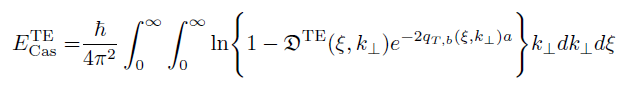 E_{Cas}^{TE} = \frac{\hbar}{4\pi^2} \int_0^\infty \int_0^\infty \ln\left\{ 1 - \mathfrak{D}^{TE}(\xi, k_\perp) e^{-2q_{T,b}(\xi, k_\perp)a} \right\} k_\perp dk_\perp d\xi